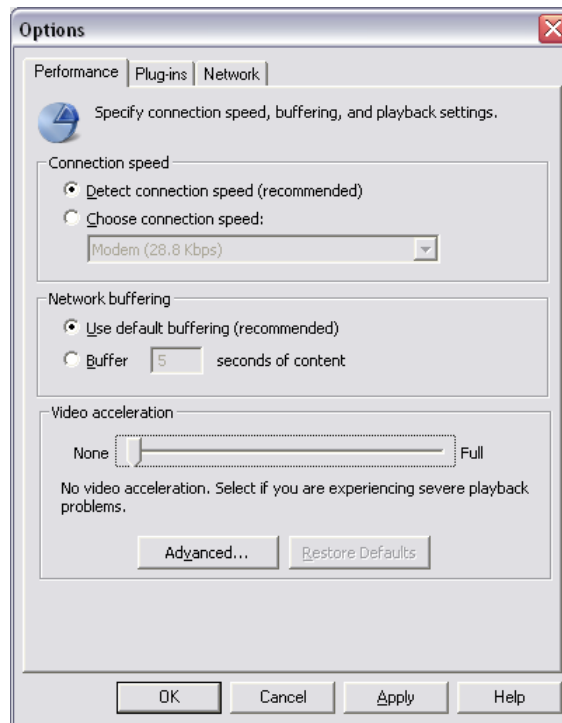 Options
Performance Plug-ins Network
Specify connection speed, buffering, and playback settings.
Connection speed
Detect connection speed (recommended)
Choose connection speed:
Modem (28.8 Kbps)
Network buffering
Use default buffering (recommended)
Buffer 5 seconds of content
Video acceleration
None Full
No video acceleration. Select if you are experiencing severe playback
problems.
Advanced... Restore Defaults
OK Cancel Apply Help